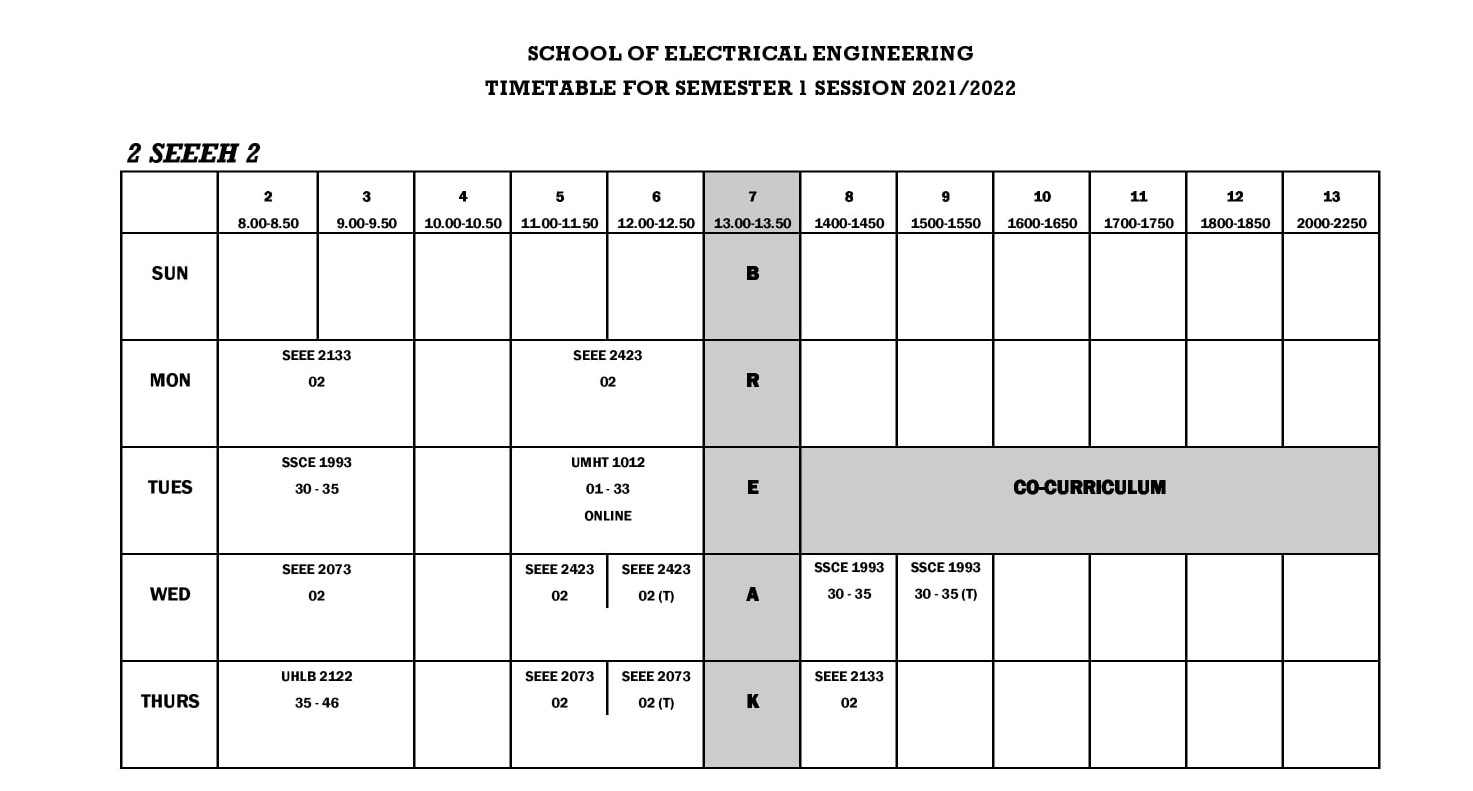 SCHOOL OF ELECTRICAL ENGINEERING
TIMETABLE FOR SEMESTER 1 SESSION 2021/2022
2 SEEEH 2
2 3 4 5 6 7 8 9 10 11 12 13
8.00-8.50 9.00-9.50 10.00-10.50 11.00-11.50 12.00-12.50 13.00-13.50 1400-1450 1500-1550 1600-1650 1700-1750 1800-1850 2000-2250
SUN B
SEEE 2133 SEEE 2423
MON R
02 02
SSCE 1993 UMHT 1012
TUES 30 - 35 01 - 33 E CO-CURRICULUM
ONLINE
SEEE 2073 SEEE 2423 SEEE 2423 SSCE 1993 SSCE 1993
WED 02 02 02 (T) A 30 - 35 30 - 35 (T)
UHLB 2122 SEEE 2073 SEEE 2073 SEEE 2133
THURS 35 - 46 02 02 (T) K 02